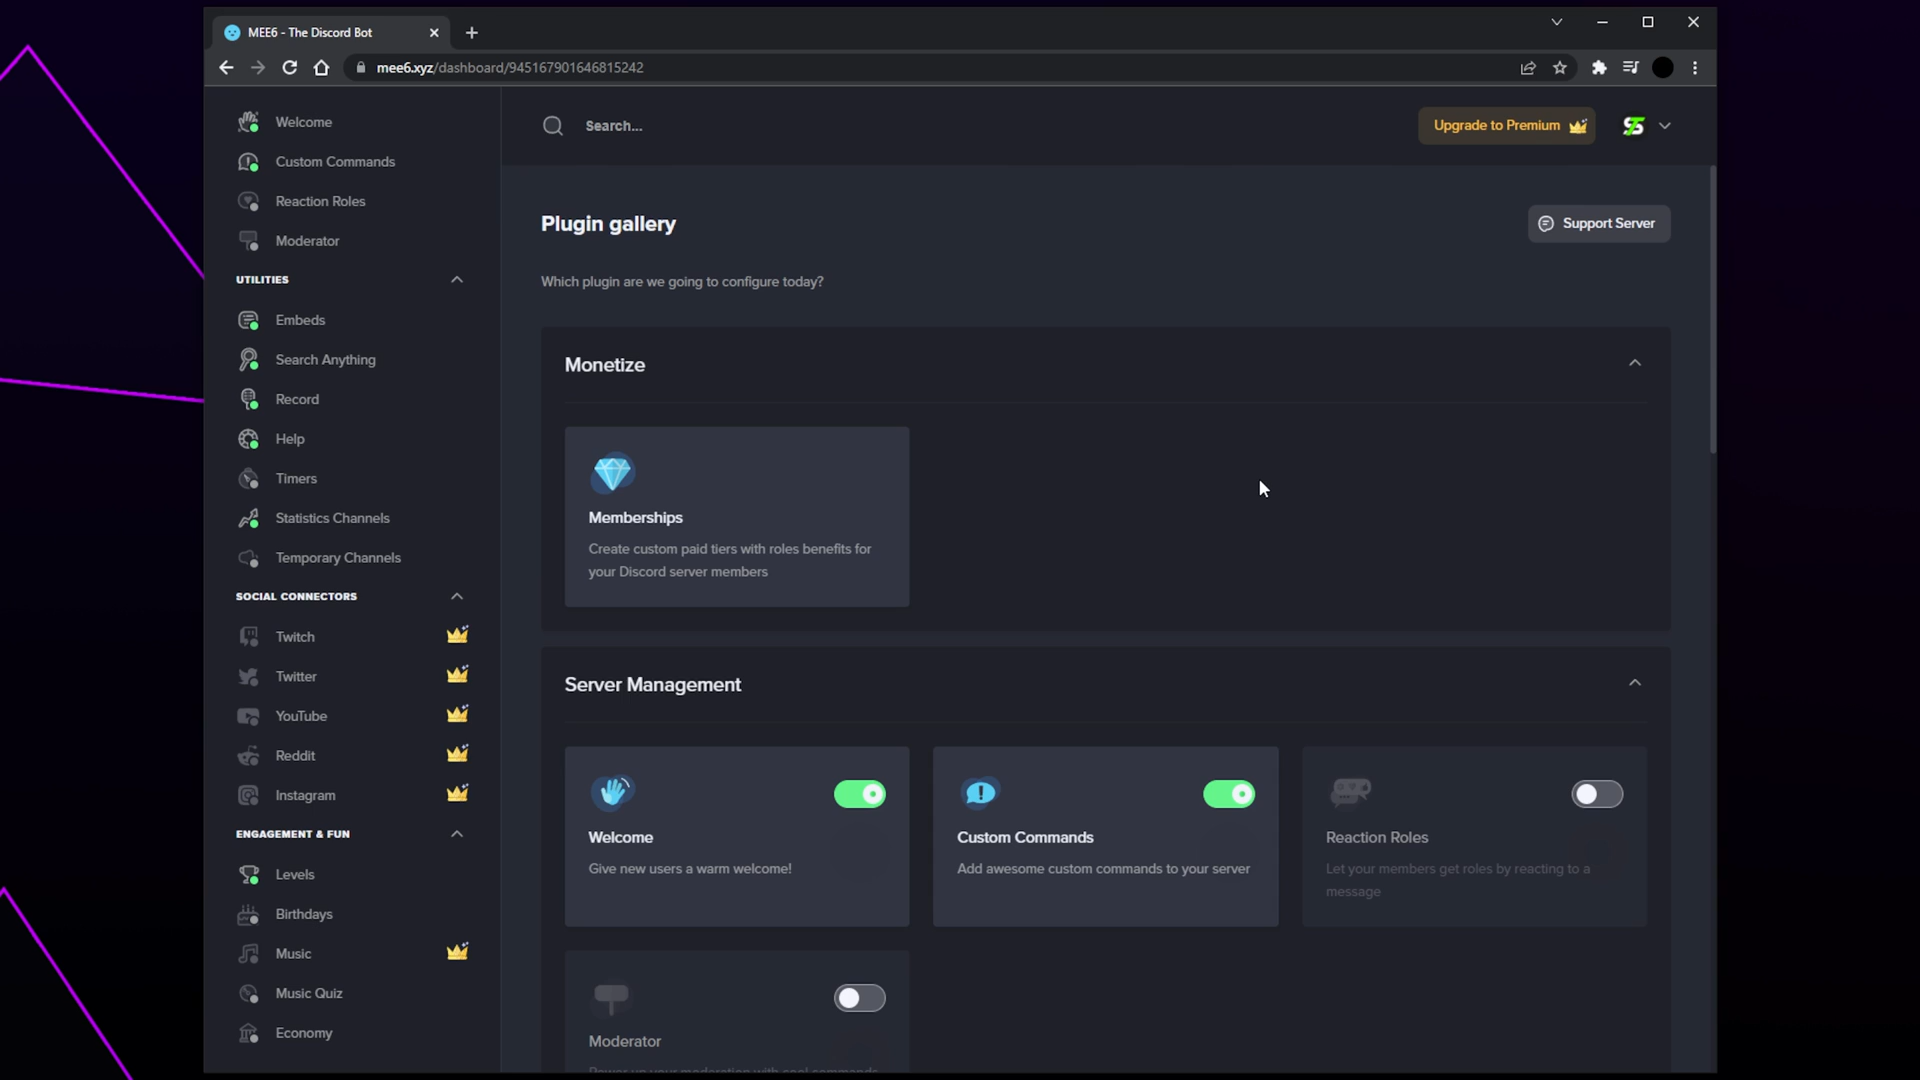 MEE6 - The Discord Bot
mee6.xyz/dashboard/945167901646815242
Welcome
Custom Commands
Reaction Roles
Moderator
UTILITIES
Embeds
Search Anything
Record
Help
Timers
Statistics Channels
Temporary Channels
SOCIAL CONNECTORS
Twitch
Twitter
YouTube
Reddit
Instagram
ENGAGEMENT & FUN
Levels
Birthdays
Music
Music Quiz
Economy
Search...
Upgrade to Premium
Plugin gallery
Support Server
Which plugin are we going to configure today?
Monetize
Memberships
Create custom paid tiers with roles benefits for
your Discord server members
Server Management
Welcome
Give new users a warm welcome!
Custom Commands
Add awesome custom commands to your server
Reaction Roles
Let your members get roles by reacting to a
message
Moderator